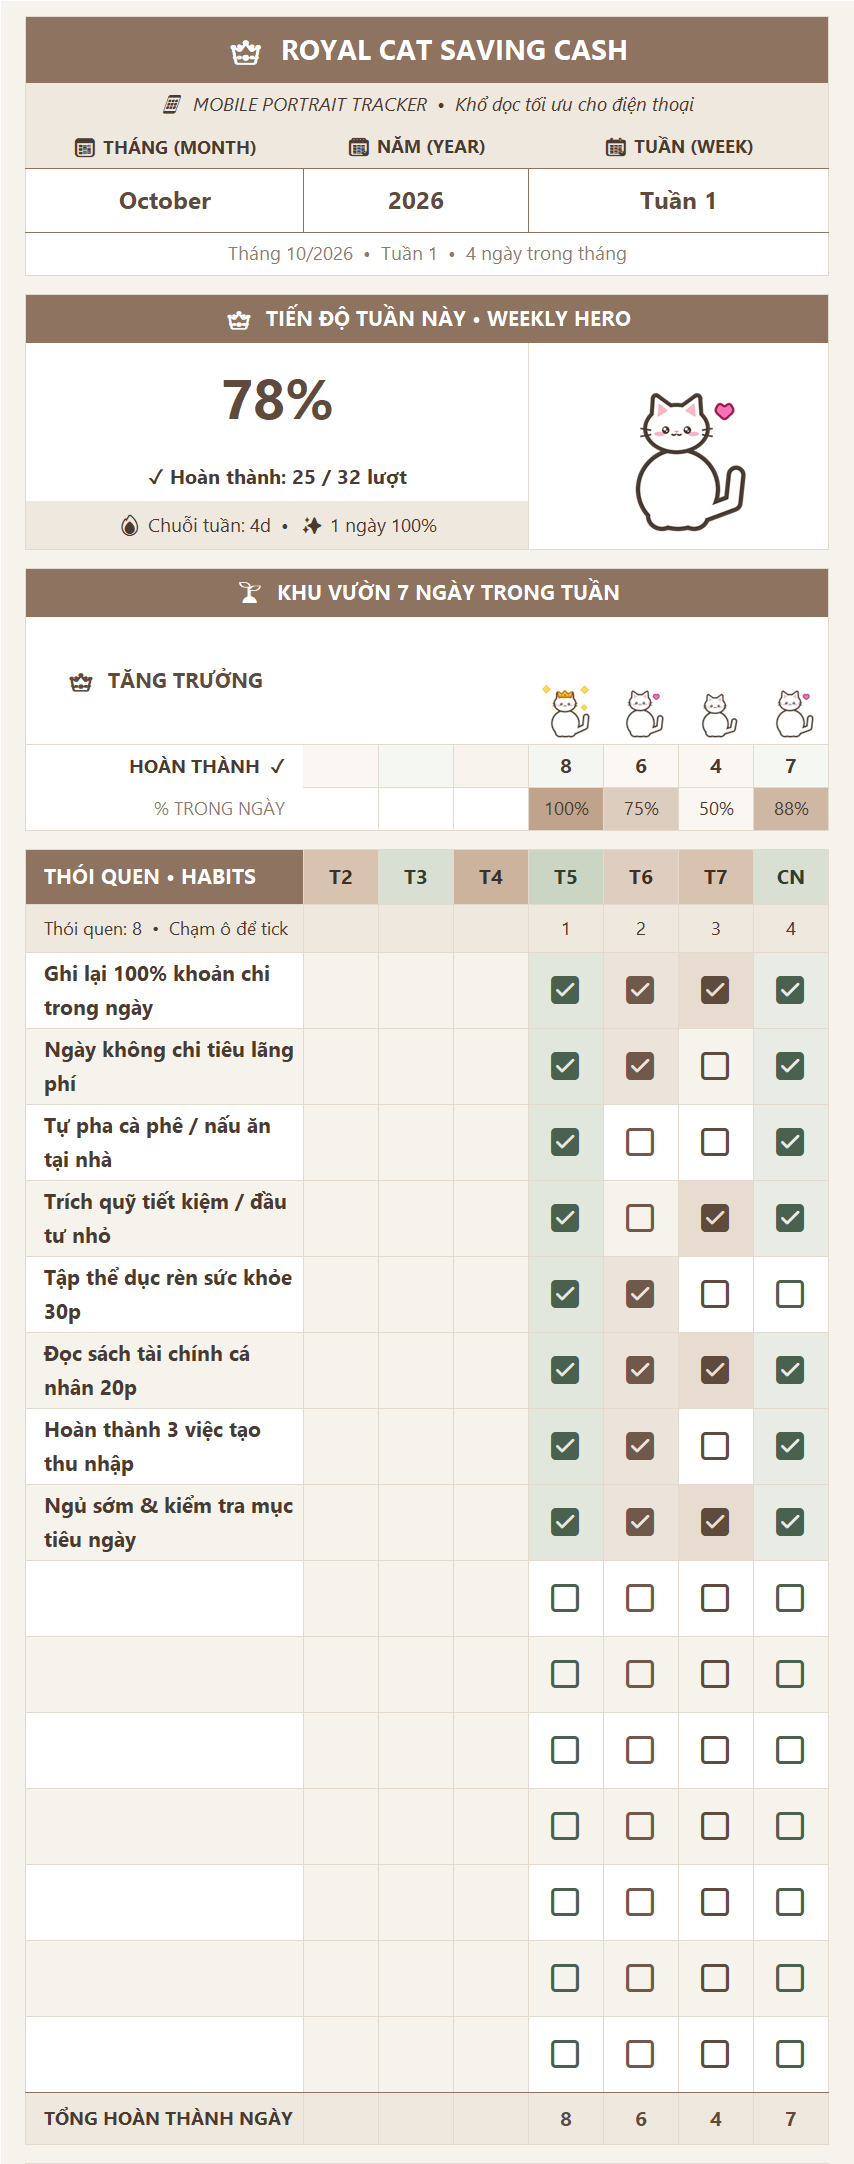 ROYAL CAT SAVING CASH
MOBILE PORTRAIT TRACKER • Khổ dọc tối ưu cho điện thoại
THÁNG (MONTH) NĂM (YEAR) TUẦN (WEEK)
October 2026 Tuần 1
Tháng 10/2026 • Tuần 1 • 4 ngày trong tháng
TIẾN ĐỘ TUẦN NÀY • WEEKLY HERO
78%
✓ Hoàn thành: 25 / 32 lượt
Chuỗi tuần: 4d • 1 ngày 100%
KHU VƯỜN 7 NGÀY TRONG TUẦN
TĂNG TRƯỞNG
HOÀN THÀNH ✓ 8 6 4 7
% TRONG NGÀY 100% 75% 50% 88%
THÓI QUEN • HABITS T2 T3 T4 T5 T6 T7 CN
Thói quen: 8 • Chạm ô để tick 1 2 3 4
Ghi lại 100% khoản chi
trong ngày
Ngày không chi tiêu lãng
phí
Tự pha cà phê / nấu ăn
tại nhà
Trích quỹ tiết kiệm / đầu
tư nhỏ
Tập thể dục rèn sức khỏe
30p
Đọc sách tài chính cá
nhân 20p
Hoàn thành 3 việc tạo
thu nhập
Ngủ sớm & kiểm tra mục
tiêu ngày
TỔNG HOÀN THÀNH NGÀY 8 6 4 7